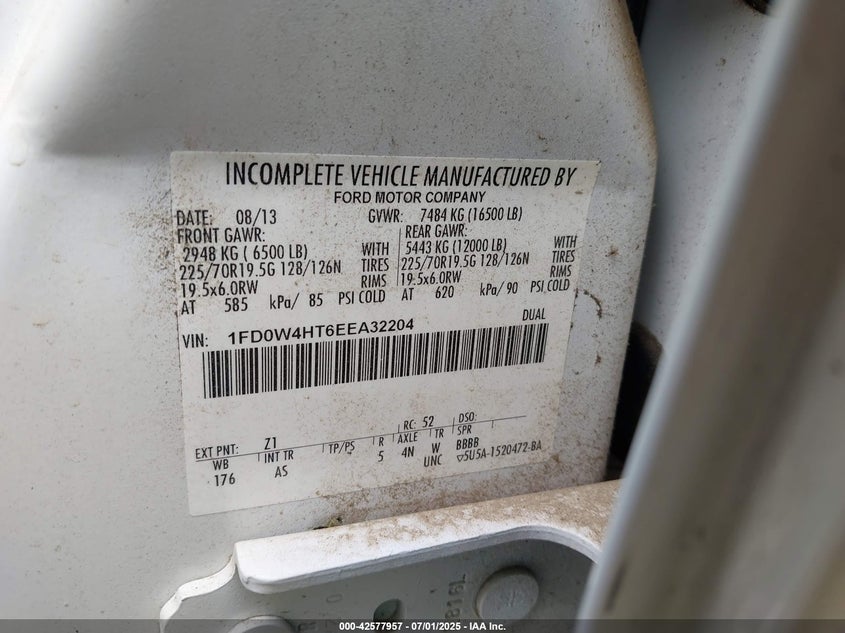 INCOMPLETE VEHICLE MANUFACTURED BY
FORD MOTOR COMPANY
DATE: 08/13 GVWR: 7484 KG (16500 LB)
FRONT GAWR: REAR GAWR:
2948 KG ( 6500 LB) WITH 5443 KG (12000 LB) WITH
225/70R19.5G 128/126N TIRES 225/70R19.5G 128/126N TIRES
19.5x6.0RW RIMS 19.5x6.0RW RIMS
AT 585 kPa/ 85 PSI COLD AT 620 kPa/ 90 PSI COLD
DUAL
VIN: 1FD0W4HT6EEA32204
RC: 52 DSO:
EXT PNT: Z1 TP/PS R AXLE TR SPR
WB INT TR 5 4N W BBBB
176 AS UNC ▽5U5A-1520472-BA
816L
000-42577957 - 07/01/2025 - IAA Inc.